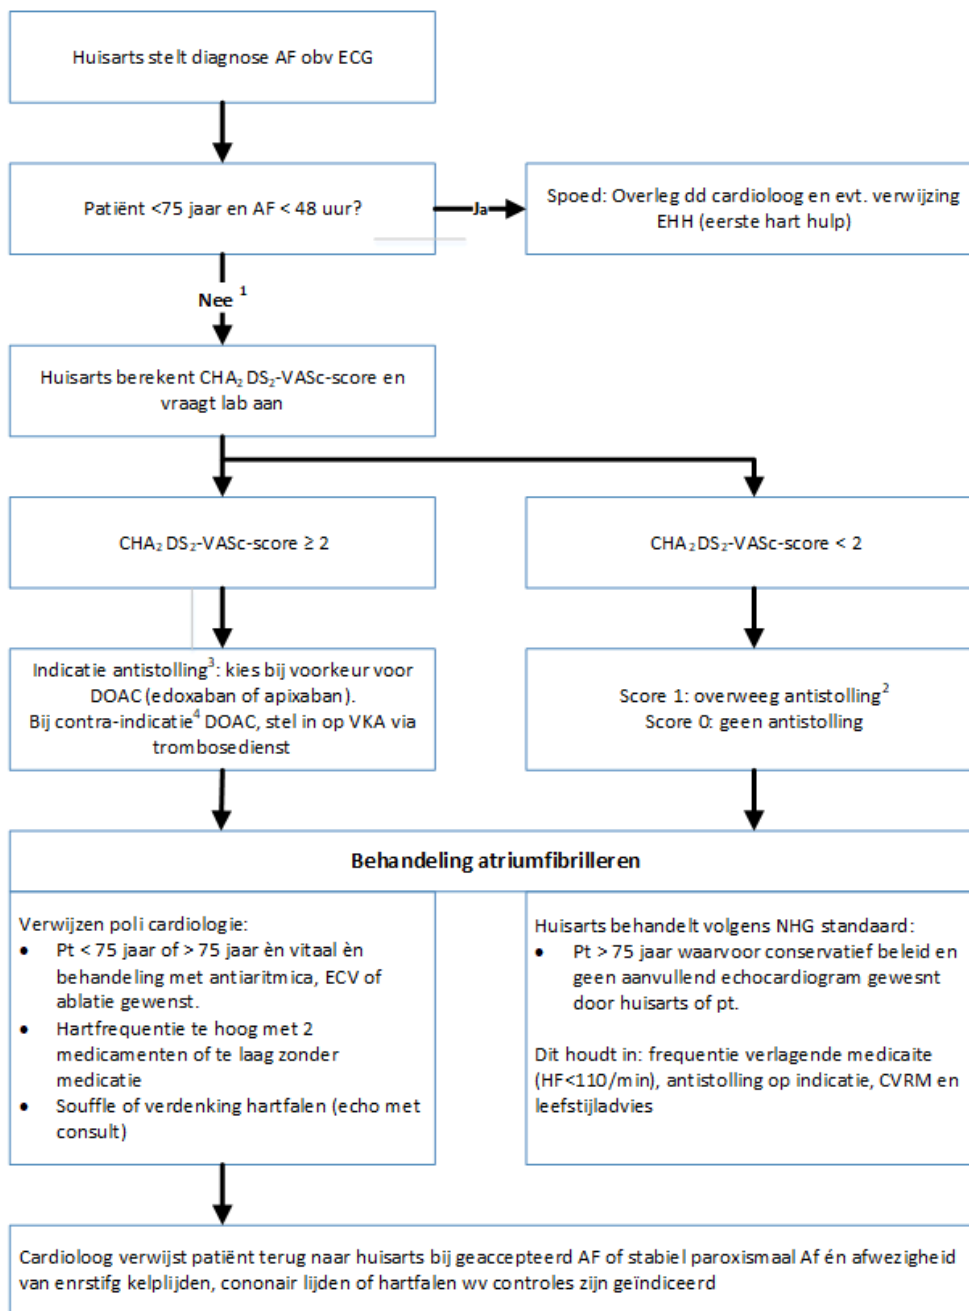 Huisarts stelt diagnose AF obv ECG
Patiënt <75 jaar en AF < 48 uur?
Ja
Spoed: Overleg dd cardioloog en evt. verwijzing
EHH (eerste hart hulp)
Nee ¹
Huisarts berekent CHA₂ DS₂-VASc-score en
vraagt lab aan
CHA₂ DS₂-VASc-score ≥ 2
CHA₂ DS₂-VASc-score < 2
Indicatie antistolling³: kies bij voorkeur voor
DOAC (edoxaban of apixaban).
Bij contra-indicatie⁴ DOAC, stel in op VKA via
trombosedienst
Score 1: overweeg antistolling²
Score 0: geen antistolling
Behandeling atriumfibrilleren
Verwijzen poli cardiologie:
• Pt < 75 jaar of > 75 jaar èn vitaal èn
behandeling met antiaritmica, ECV of
ablatie gewenst.
• Hartfrequentie te hoog met 2
medicamenten of te laag zonder
medicatie
• Souffle of verdenking hartfalen (echo met
consult)
Huisarts behandelt volgens NHG standaard:
• Pt > 75 jaar waarvoor conservatief beleid en
geen aanvullend echocardiogram gewesnt
door huisarts of pt.
Dit houdt in: frequentie verlagende medicaite
(HF<110/min), antistolling op indicatie, CVRM en
leefstijladvies
Cardioloog verwijst patiënt terug naar huisarts bij geaccepteerd AF of stabiel paroxismaal Af én afwezigheid
van enrstifg kelplijden, cononair lijden of hartfalen wv controles zijn geïndiceerd